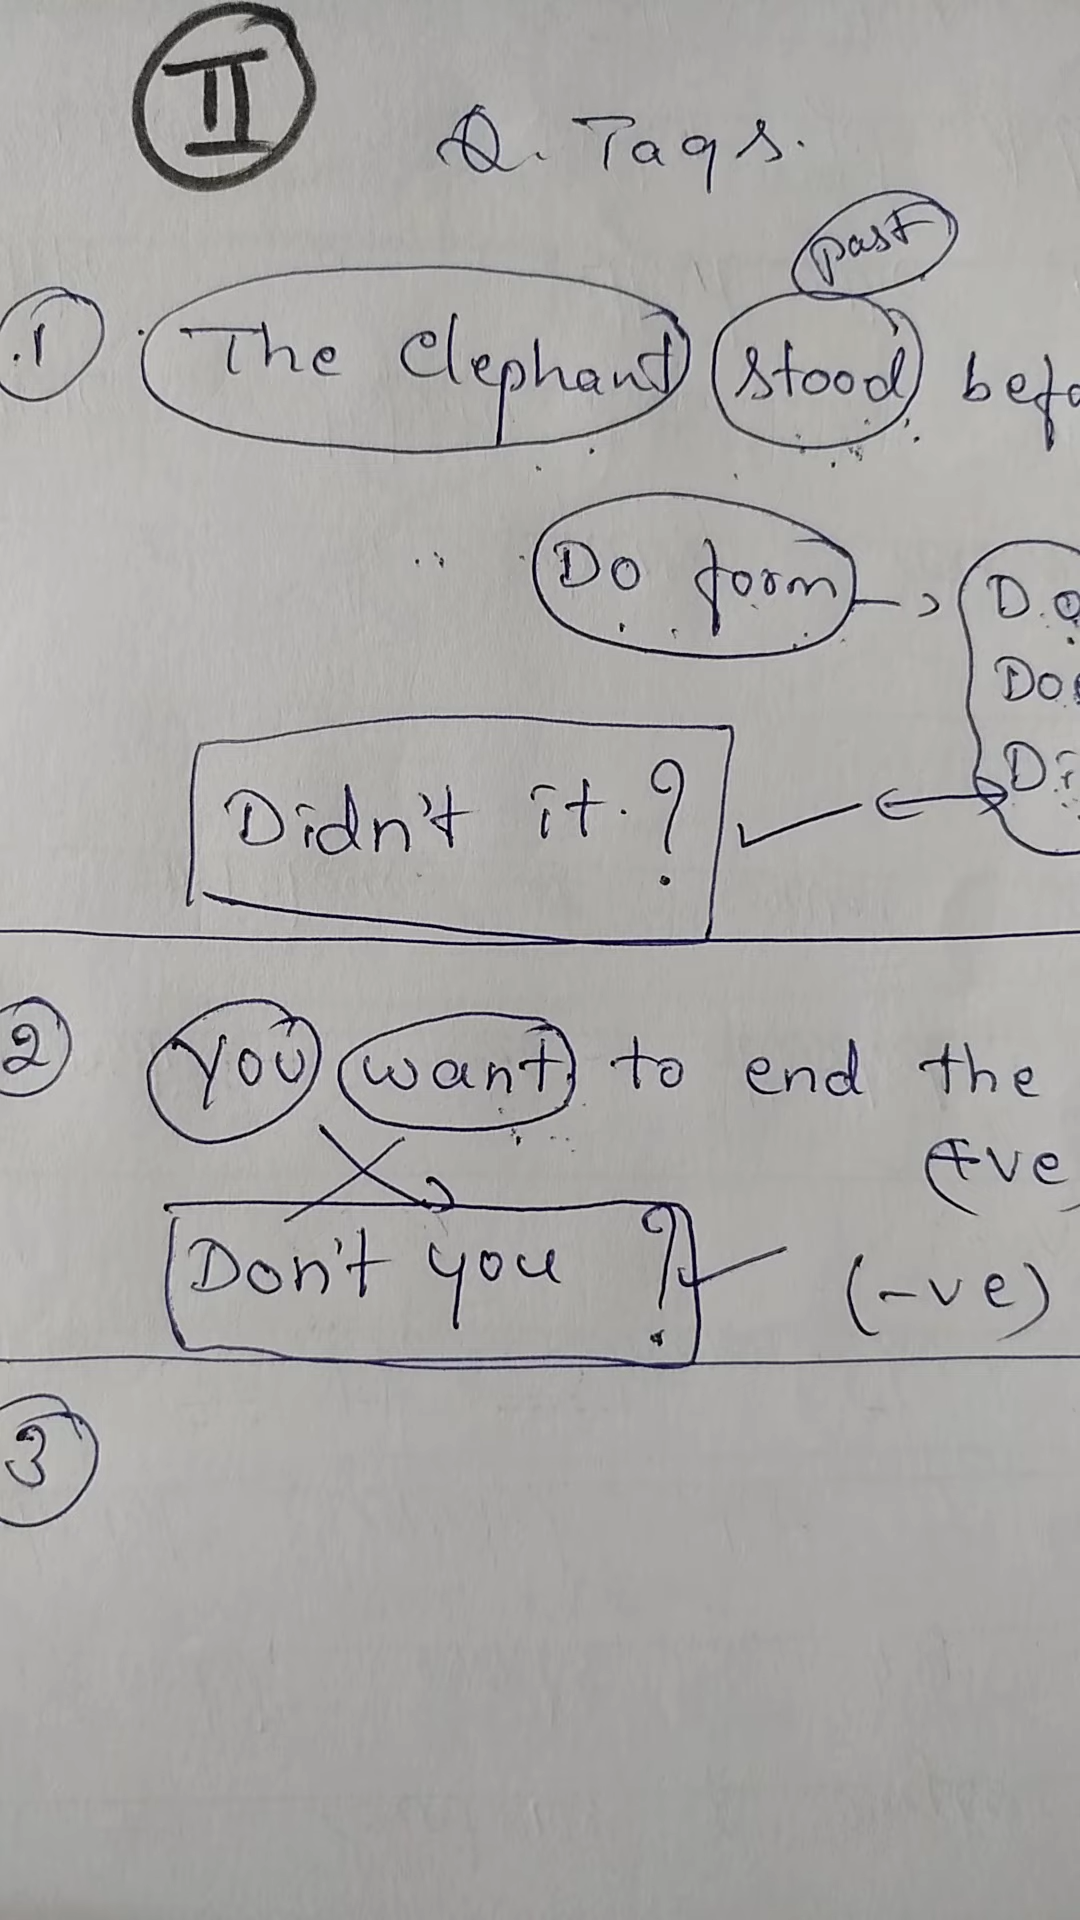 II
Q. Tags.
past
1 The elephant stood
Do form →
Didn't it.?
2 You want to end the
(+ve)
Don't you ? (-ve)
3